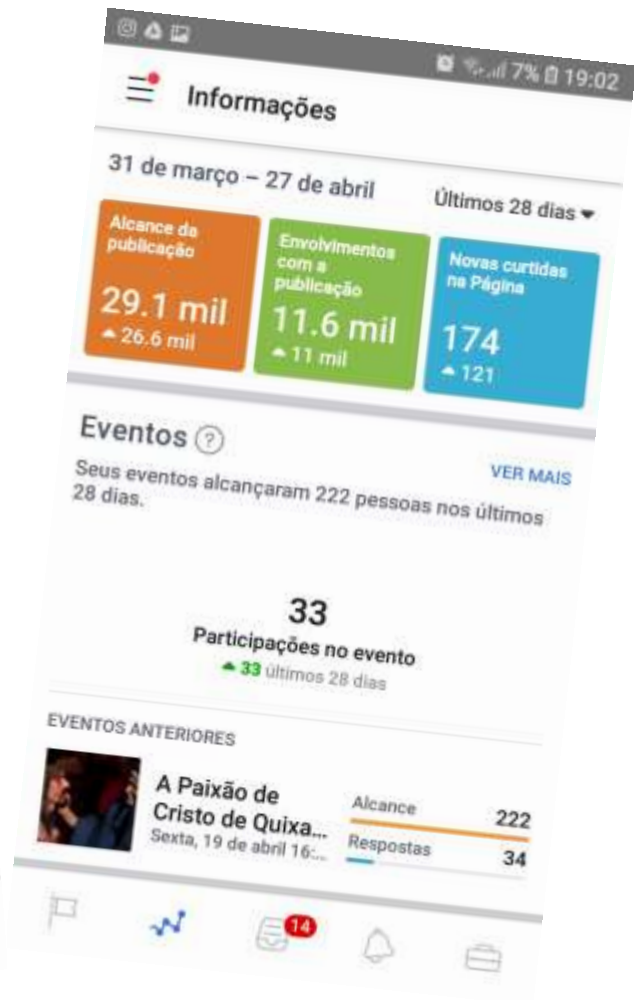 7% 19:02
Informações
31 de março – 27 de abril
Últimos 28 dias
Alcance da
publicação
29.1 mil
26.6 mil
Envolvimentos
com a
publicação
11.6 mil
11 mil
Novas curtidas
na Página
174
121
Eventos ?
VER MAIS
Seus eventos alcançaram 222 pessoas nos últimos
28 dias.
33
Participações no evento
33 últimos 28 dias
EVENTOS ANTERIORES
A Paixão de
Cristo de Quixa...
Sexta, 19 de abril 16:...
Alcance 222
Respostas 34
14